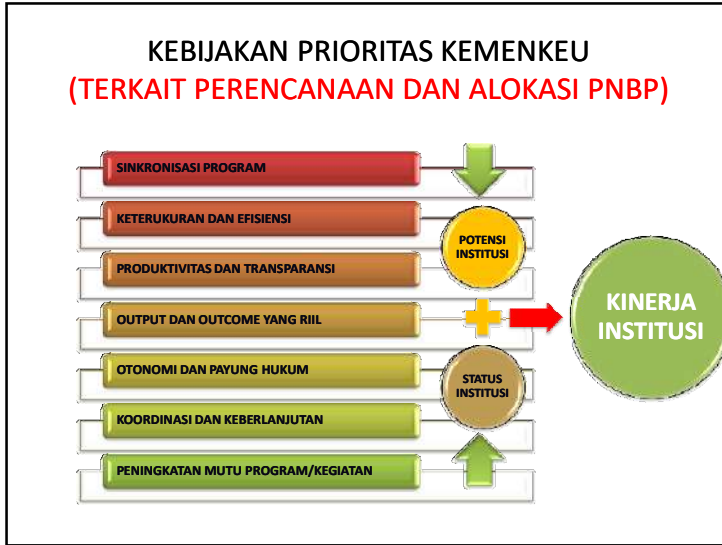 KEBIJAKAN PRIORITAS KEMENKEU
(TERKAIT PERENCANAAN DAN ALOKASI PNBP)
SINKRONISASI PROGRAM
KETERUKURAN DAN EFISIENSI
PRODUKTIVITAS DAN TRANSPARANSI
OUTPUT DAN OUTCOME YANG RIIL
OTONOMI DAN PAYUNG HUKUM
KOORDINASI DAN KEBERLANJUTAN
PENINGKATAN MUTU PROGRAM/KEGIATAN
POTENSI
INSTITUSI
STATUS
INSTITUSI
KINERJA
INSTITUSI